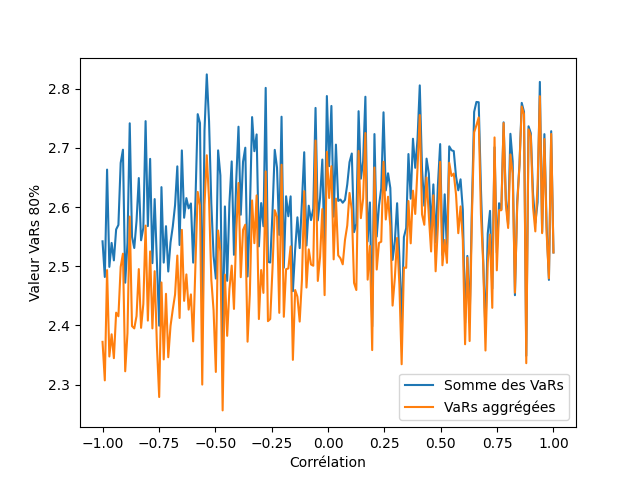 2.8
2.7
2.6
2.5
2.4
2.3
Valeur VaRs 80%
Somme des VaRs
VaRs aggrégées
−1.00 −0.75 −0.50 −0.25 0.00 0.25 0.50 0.75 1.00
Corrélation